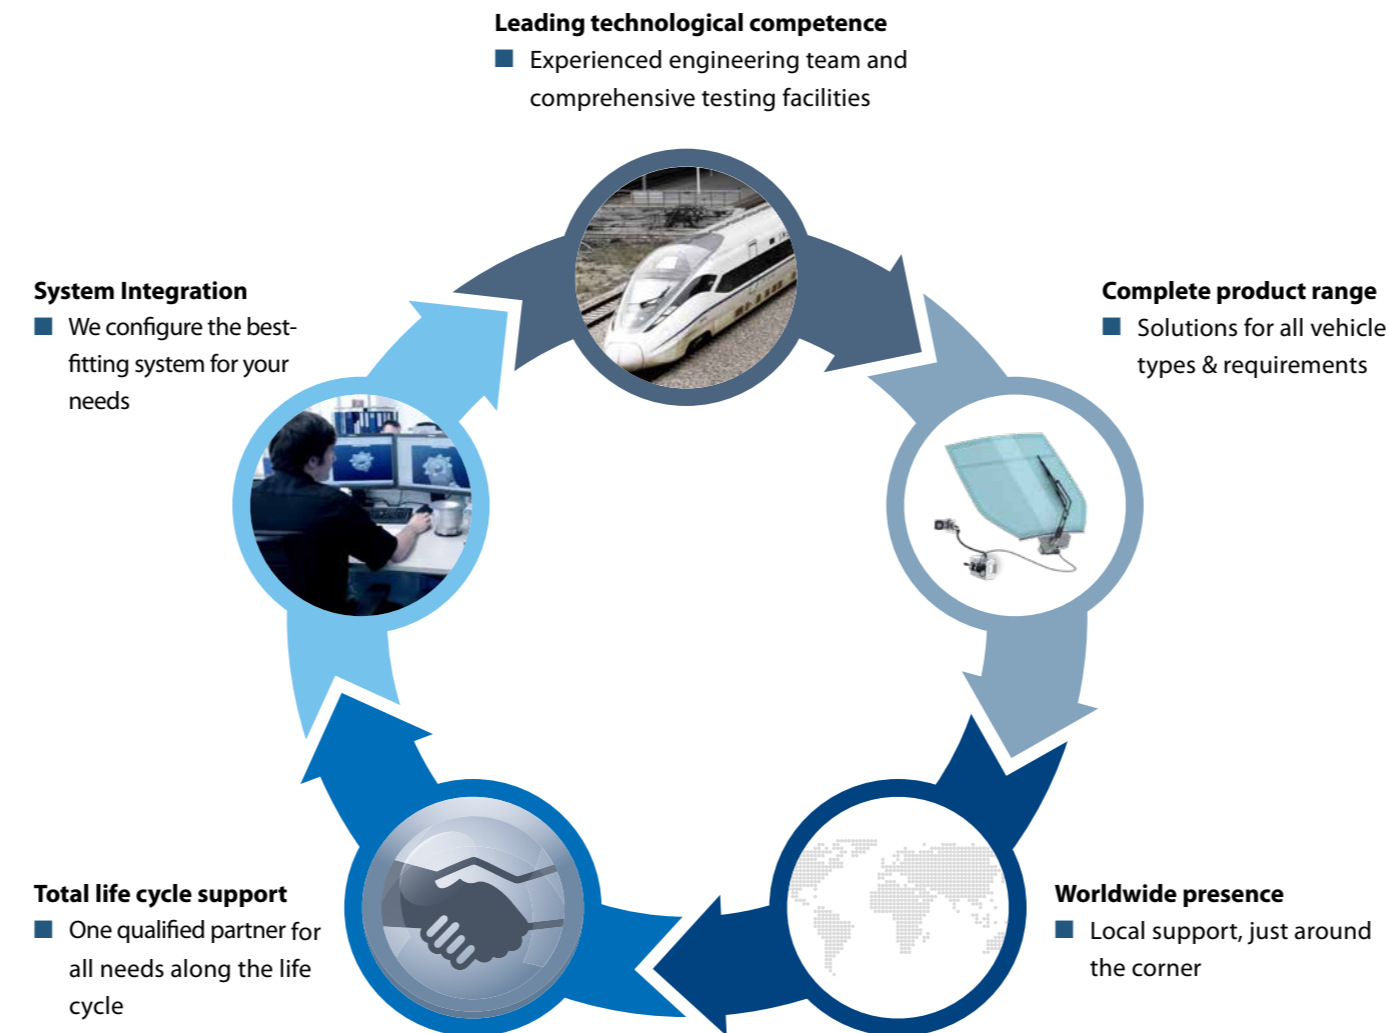 Leading technological competence
■ Experienced engineering team and
comprehensive testing facilities
System Integration
■ We configure the best-
fitting system for your
needs
Complete product range
■ Solutions for all vehicle
types & requirements
Total life cycle support
■ One qualified partner for
all needs along the life
cycle
Worldwide presence
■ Local support, just around
the corner